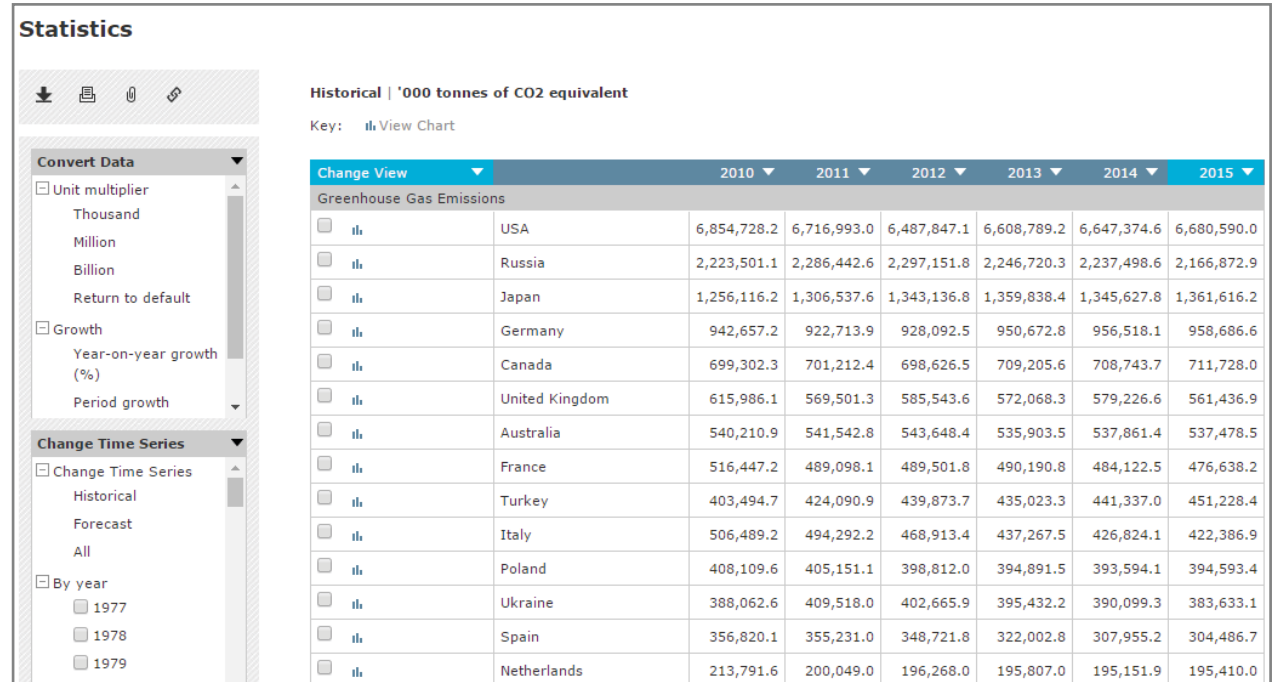 Statistics
Historical | '000 tonnes of CO2 equivalent
Key: View Chart
Convert Data
Unit multiplier
Thousand
Million
Billion
Return to default
Growth
Year-on-year growth
(%)
Period growth
Change Time Series
Change Time Series
Historical
Forecast
All
By year
1977
1978
1979
Change View 2010 2011 2012 2013 2014 2015
Greenhouse Gas Emissions
USA 6,854,728.2 6,716,993.0 6,487,847.1 6,608,789.2 6,647,374.6 6,680,590.0
Russia 2,223,501.1 2,286,442.6 2,297,151.8 2,246,720.3 2,237,498.6 2,166,872.9
Japan 1,256,116.2 1,306,537.6 1,343,136.8 1,359,838.4 1,345,627.8 1,361,616.2
Germany 942,657.2 922,713.9 928,092.5 950,672.8 956,518.1 958,686.6
Canada 699,302.3 701,212.4 698,626.5 709,205.6 708,743.7 711,728.0
United Kingdom 615,986.1 569,501.3 585,543.6 572,068.3 579,226.6 561,436.9
Australia 540,210.9 541,542.8 543,648.4 535,903.5 537,861.4 537,478.5
France 516,447.2 489,098.1 489,501.8 490,190.8 484,122.5 476,638.2
Turkey 403,494.7 424,090.9 439,873.7 435,023.3 441,337.0 451,228.4
Italy 506,489.2 494,292.2 468,913.4 437,267.5 426,824.1 422,386.9
Poland 408,109.6 405,151.1 398,812.0 394,891.5 393,594.1 394,593.4
Ukraine 388,062.6 409,518.0 402,665.9 395,432.2 390,099.3 383,633.1
Spain 356,820.1 355,231.0 348,721.8 322,002.8 307,955.2 304,486.7
Netherlands 213,791.6 200,049.0 196,268.0 195,807.0 195,151.9 195,410.0